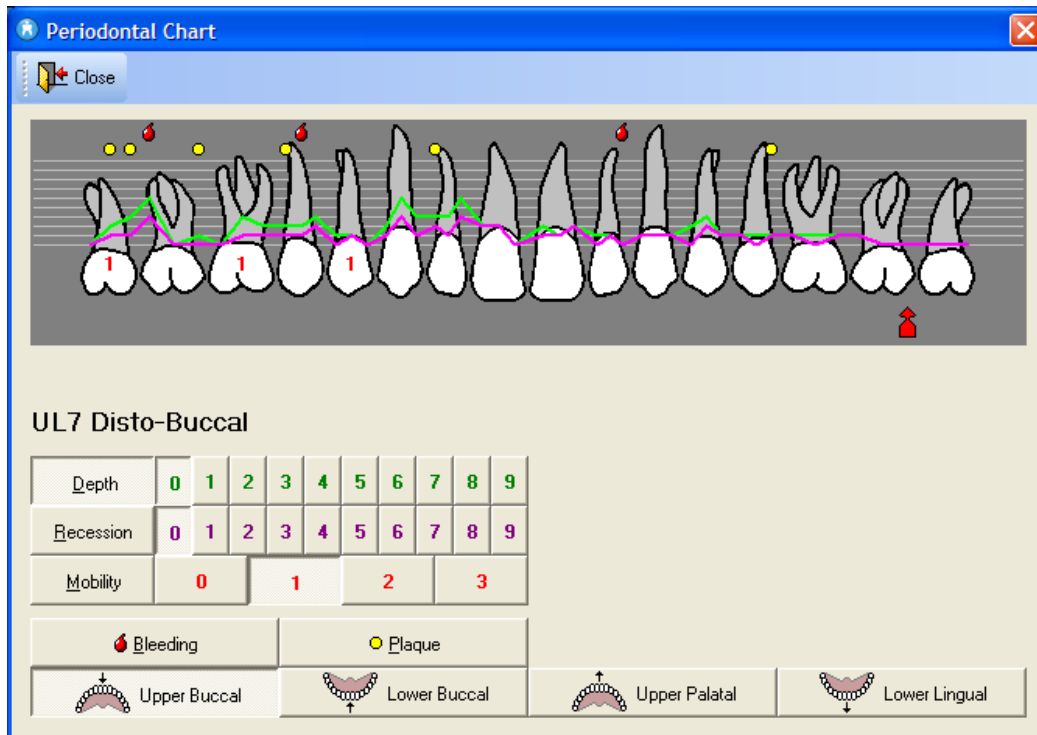 Periodontal Chart
Close
1 1 1
UL7 Disto-Buccal
Depth 0 1 2 3 4 5 6 7 8 9
Recession 0 1 2 3 4 5 6 7 8 9
Mobility 0 1 2 3
Bleeding Plaque
Upper Buccal Lower Buccal Upper Palatal Lower Lingual